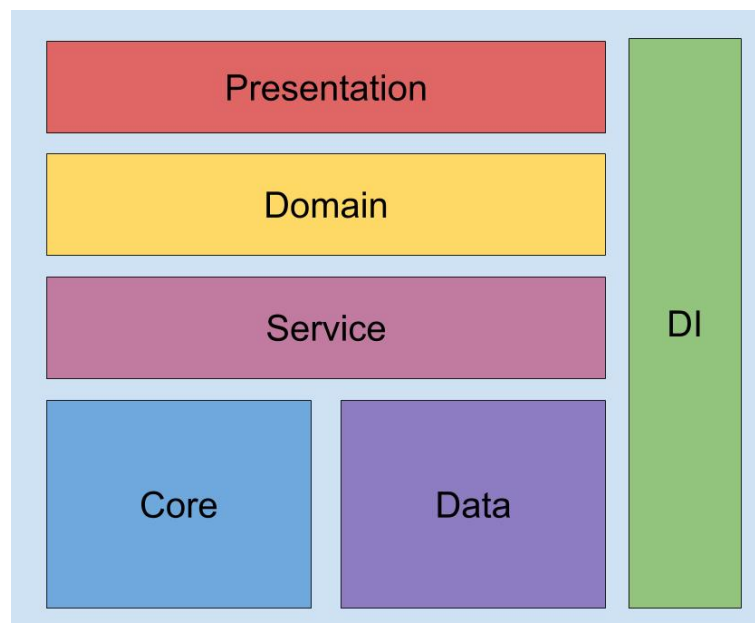 Presentation
Domain
Service
DI
Core
Data